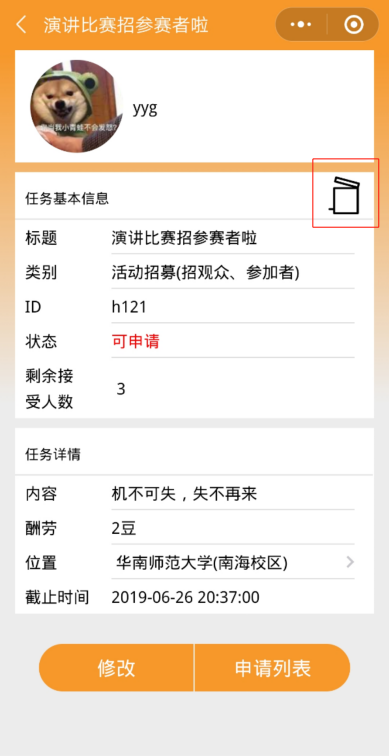 演讲比赛招参赛者啦
yyg
任务基本信息
标题 演讲比赛招参赛者啦
类别 活动招募(招观众、参加者)
ID h121
状态 可申请
剩余接
受人数 3
任务详情
内容 机不可失，失不再来
酬劳 2豆
位置 华南师范大学(南海校区)
截止时间 2019-06-26 20:37:00
修改 申请列表